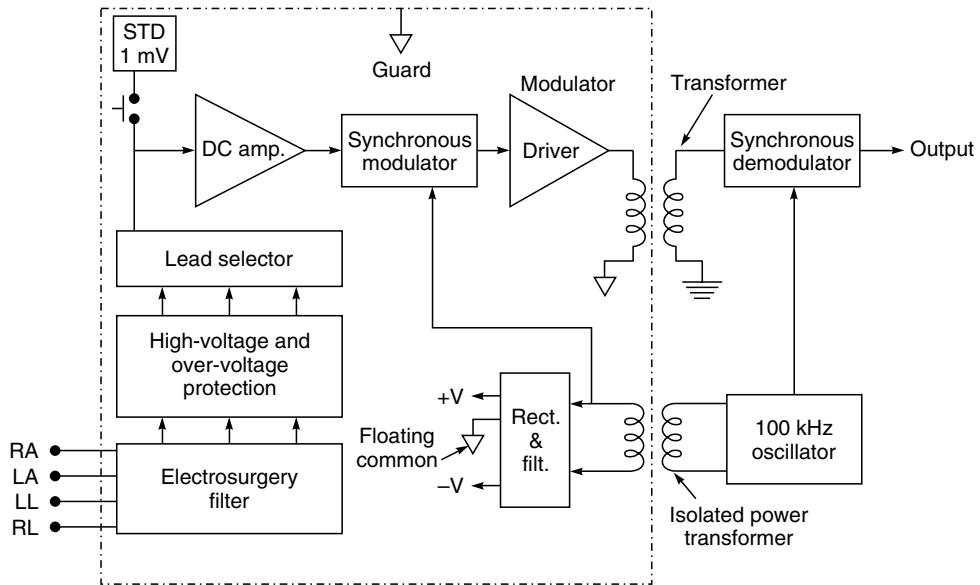 STD
1 mV
Guard
Modulator
Transformer
DC amp.
Synchronous
modulator
Driver
Synchronous
demodulator
Output
Lead selector
High-voltage and
over-voltage
protection
+V
Floating
common
–V
Rect.
&
filt.
100 kHz
oscillator
RA
LA
LL
RL
Electrosurgery
filter
Isolated power
transformer